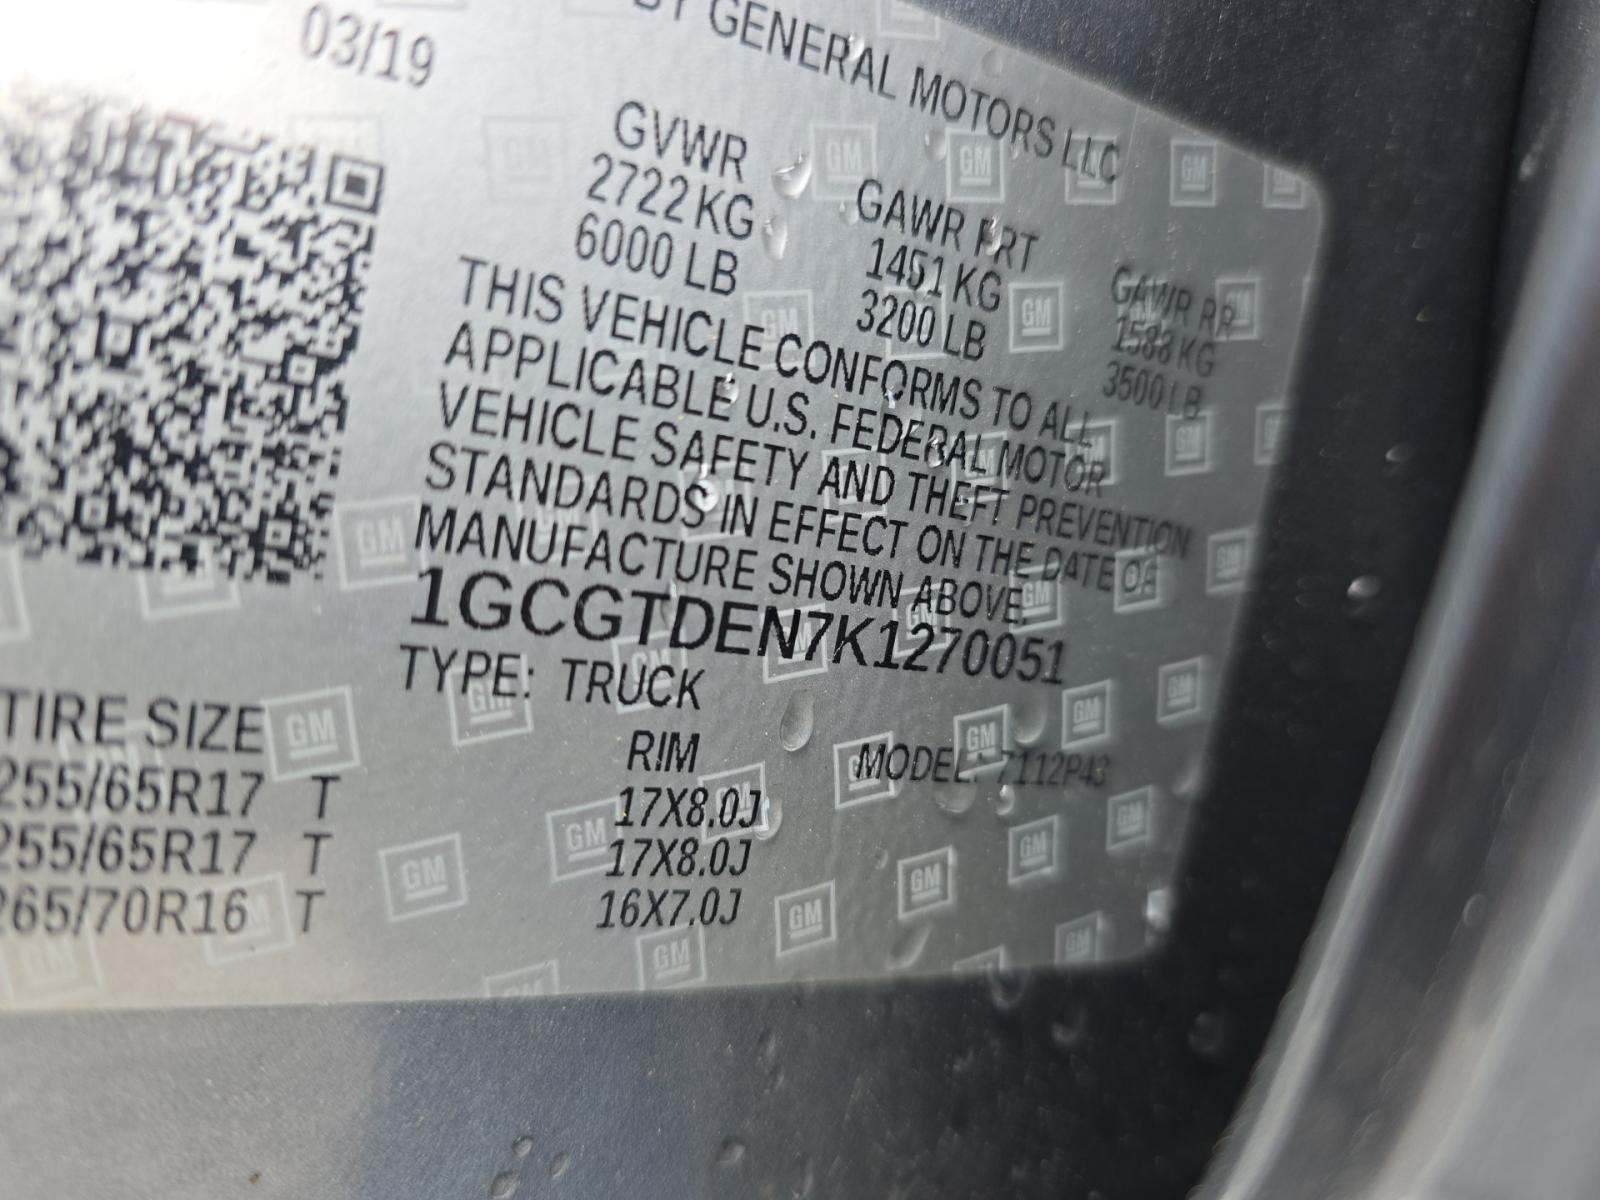 03/19
BY GENERAL MOTORS LLC
GVWR
2722 KG
6000 LB
GAWR FRT
1451 KG
3200 LB
GAWR RR
1588 KG
3500 LB
THIS VEHICLE CONFORMS TO ALL
APPLICABLE U.S. FEDERAL MOTOR
VEHICLE SAFETY AND THEFT PREVENTION
STANDARDS IN EFFECT ON THE DATE OF
MANUFACTURE SHOWN ABOVE.
1GCGTDEN7K1270051
TYPE: TRUCK
MODEL: 7112P43
TIRE SIZE RIM
255/65R17 T 17X8.0J
255/65R17 T 17X8.0J
265/70R16 T 16X7.0J